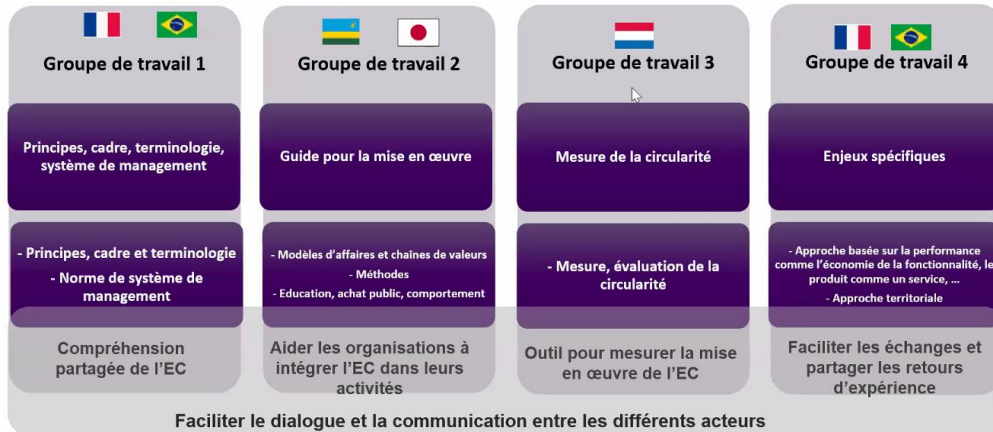 Groupe de travail 1
Principes, cadre, terminologie,
système de management
- Principes, cadre et terminologie
- Norme de système de
management
Compréhension
partagée de l'EC
Groupe de travail 2
Guide pour la mise en œuvre
- Modèles d'affaires et chaînes de valeurs
- Méthodes
- Education, achat public, comportement
Aider les organisations à
intégrer l'EC dans leurs
activités
Groupe de travail 3
Mesure de la circularité
- Mesure, évaluation de la
circularité
Outil pour mesurer la mise
en œuvre de l'EC
Groupe de travail 4
Enjeux spécifiques
- Approche basée sur la performance
comme l'économie de la fonctionnalité, le
produit comme un service, ...
- Approche territoriale
Faciliter les échanges et
partager les retours
d'expérience
Faciliter le dialogue et la communication entre les différents acteurs